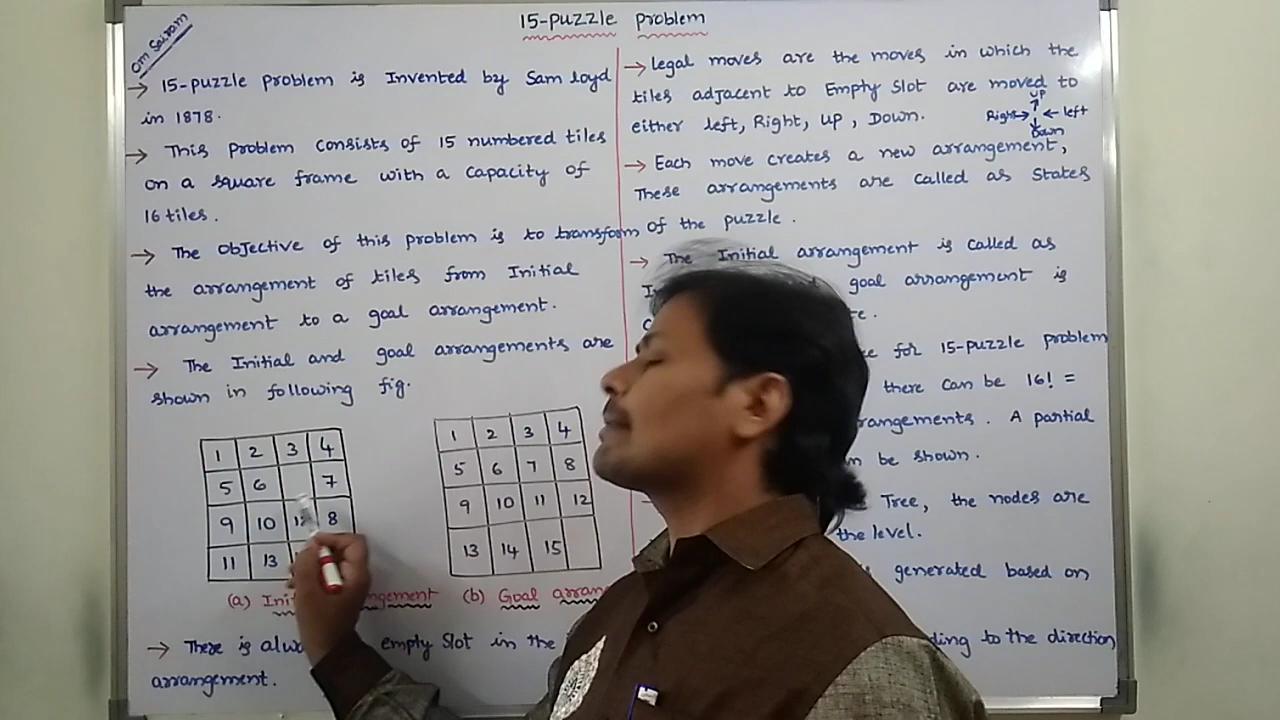 15-puzzle problem
Om Sairam
→ 15-puzzle problem is Invented by Sam loyd
in 1878.
→ This problem consists of 15 numbered tiles
on a square frame with a capacity of
16 tiles.
→ The objective of this problem is to transform
the arrangement of tiles from Initial
arrangement to a goal arrangement.
→ The Initial and goal arrangements are
shown in following fig.
1 2 3 4
5 6 7
9 10 8
11 13
1 2 3 4
5 6 7 8
9 10 11 12
13 14 15
(a)
(b) Goal
→ There is empty slot in the
arrangement.
→ legal moves are the moves in which the
tiles adjacent to Empty slot are moved to
either left, Right, Up, Down.
Up
Right → ← left
Down
→ Each move creates a new arrangement,
These arrangements are called as states
of the puzzle.
→ The Initial arrangement is called as
goal arrangement is
for 15-puzzle problem
there can be 16! =
. A partial
be shown.
Tree, the nodes are
the level.
generated based on
to the direction